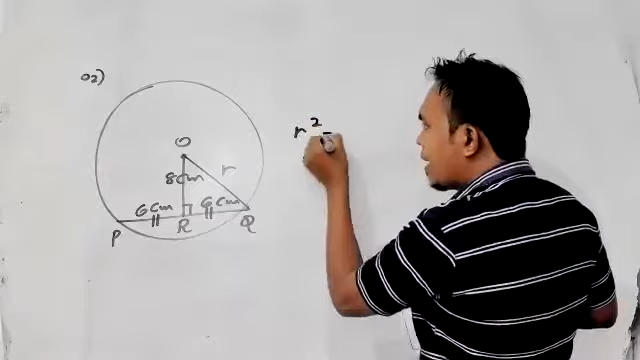 02)
O
8cm
r
6cm
6cm
P
R
Q
r² =